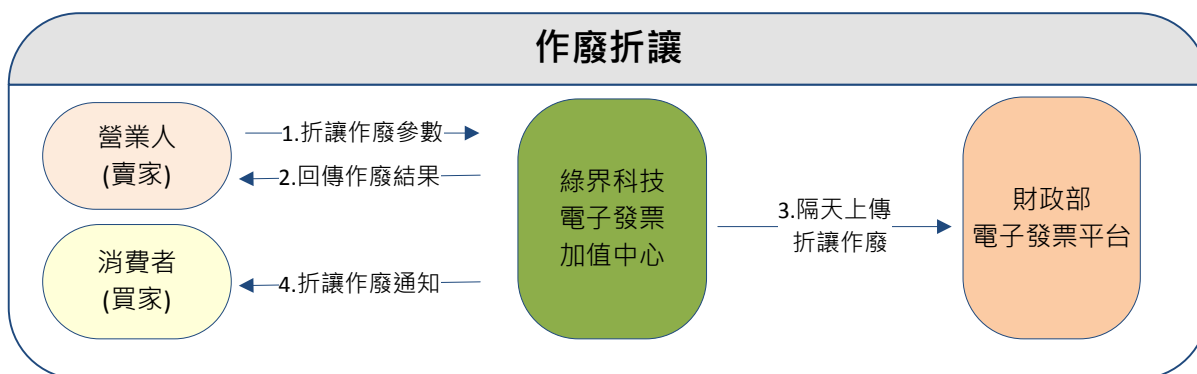 作廢折讓
營業人
(賣家)
1.折讓作廢參數
2.回傳作廢結果
消費者
(買家)
4.折讓作廢通知
綠界科技
電子發票
加值中心
3.隔天上傳
折讓作廢
財政部
電子發票平台